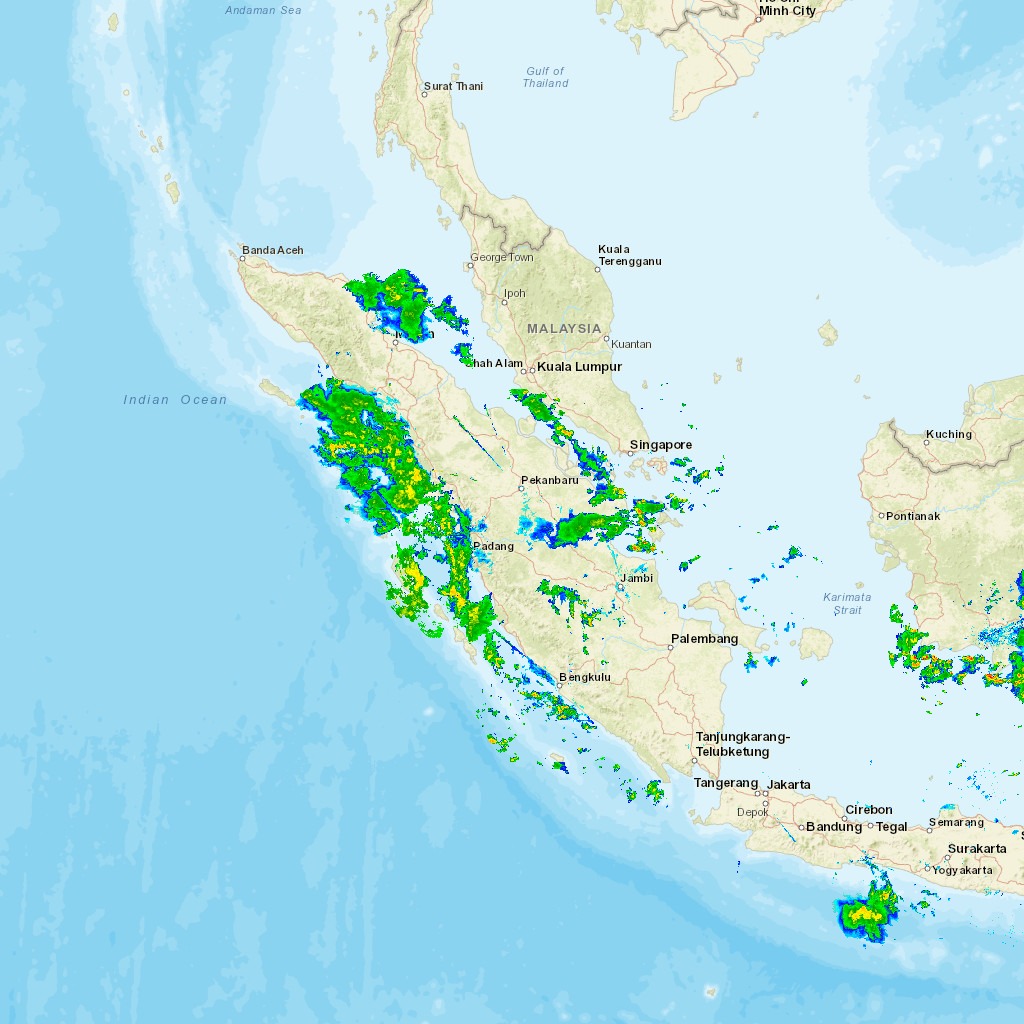 Andaman Sea
Minh City
Gulf of
Thailand
Surat Thani
Banda Aceh
George Town
Kuala
Terengganu
Ipoh
MALAYSIA
Kuantan
hah Alam
Kuala Lumpur
Indian Ocean
Kuching
Singapore
Pekanbaru
Pontianak
Padang
Jambi
Karimata
Strait
Palembang
Bengkulu
Tanjungkarang-
Telubketung
Tangerang
Jakarta
Depok
Cirebon
Bandung
Tegal
Semarang
Surakarta
Yogyakarta